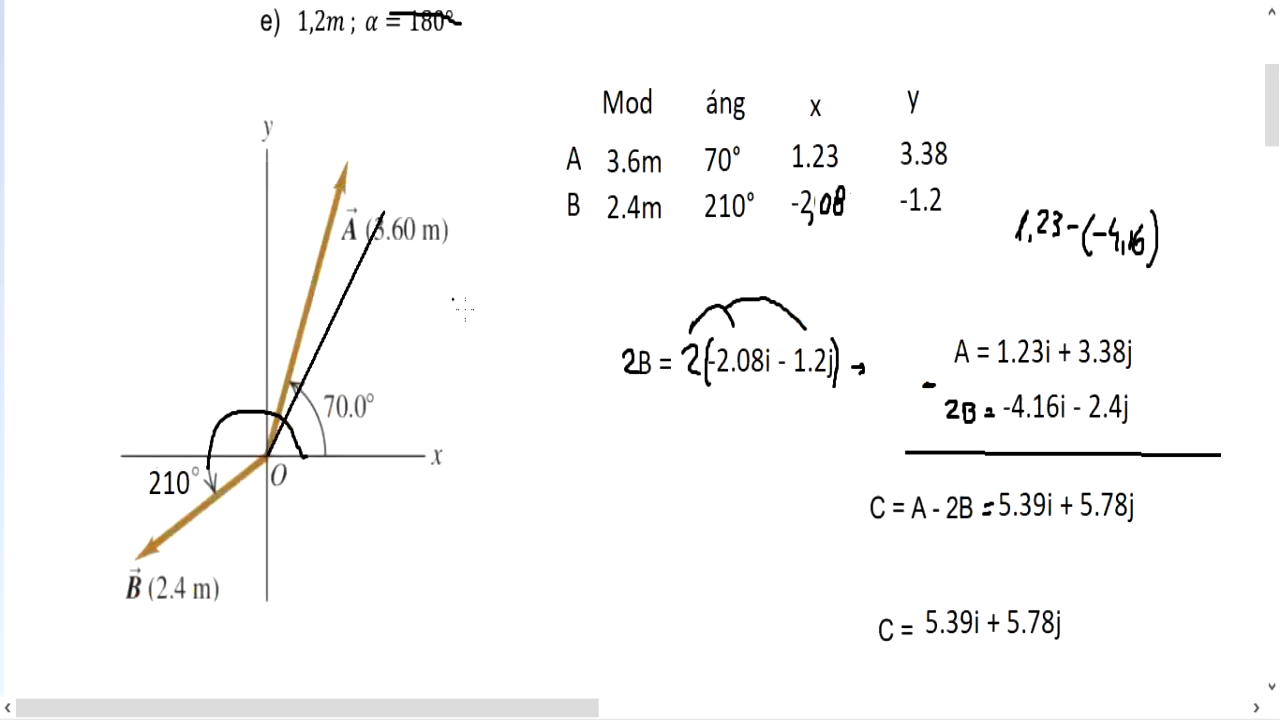 e) 1,2m ; α = 180°
Mod áng x y
A 3.6m 70° 1.23 3.38
B 2.4m 210° -2,08 -1.2
1,23-(-4,16)
y
A (3.60 m)
70.0°
x
O
210°
B (2.4 m)
2B = 2(-2.08i - 1.2j) →
A = 1.23i + 3.38j
-
2B = -4.16i - 2.4j
C = A - 2B = 5.39i + 5.78j
C = 5.39i + 5.78j